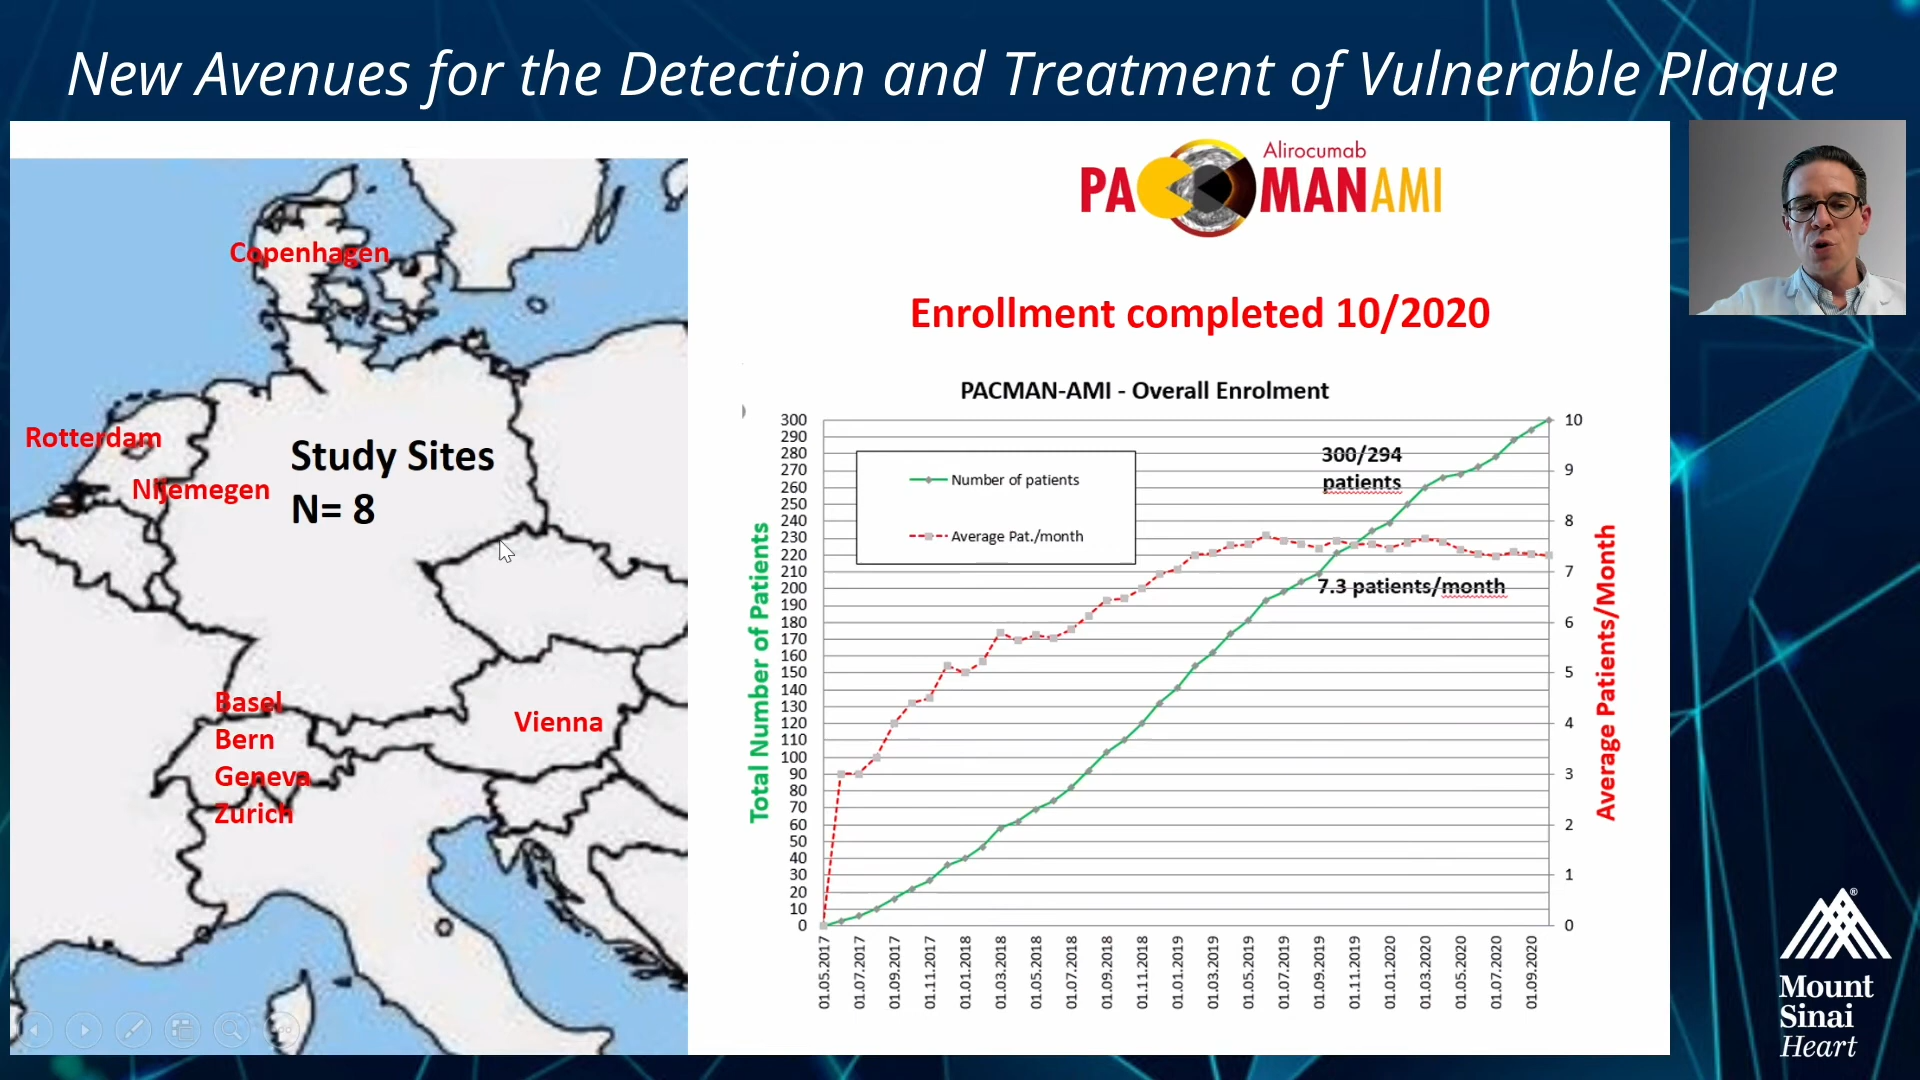 New Avenues for the Detection and Treatment of Vulnerable Plaque
Copenhagen
Rotterdam
Nijemegen
Study Sites
N= 8
Basel
Bern
Geneva
Zurich
Vienna
Alirocumab
PACMANAMI
Enrollment completed 10/2020
PACMAN-AMI - Overall Enrolment
Total Number of Patients
300
290
280
270
260
250
240
230
220
210
200
190
180
170
160
150
140
130
120
110
100
90
80
70
60
50
40
30
20
10
0
Number of patients
Average Pat./month
300/294
patients
7.3 patients/month
10
9
8
7
6
5
4
3
2
1
0
Average Patients/Month
01.05.2017
01.07.2017
01.09.2017
01.11.2017
01.01.2018
01.03.2018
01.05.2018
01.07.2018
01.09.2018
01.11.2018
01.01.2019
01.03.2019
01.05.2019
01.07.2019
01.09.2019
01.11.2019
01.01.2020
01.03.2020
01.05.2020
01.07.2020
01.09.2020
®
Mount
Sinai
Heart